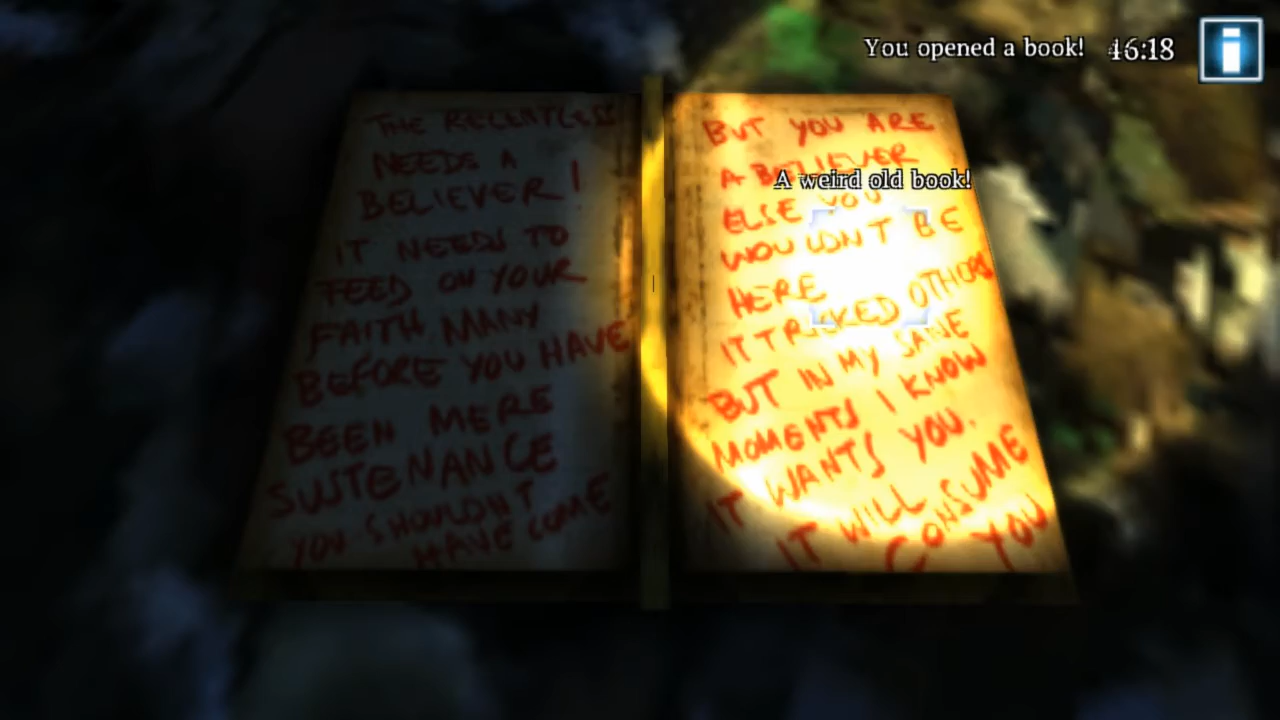 You opened a book! 46:18
THE RELENTLESS
NEEDS A
BELIEVER!
IT NEEDS TO
FEED ON YOUR
FAITH MANY
BEFORE YOU HAVE
BEEN MERE
SUSTENANCE
YOU SHOULDN'T
HAVE COME
BUT YOU ARE
A BELIEVER
A weird old book!
ELSE YOU
WOULDN'T BE
HERE
IT TRICKED OTHERS
BUT IN MY SANE
MOMENTS I KNOW
IT WANTS YOU.
IT WILL
CONSUME
YOU